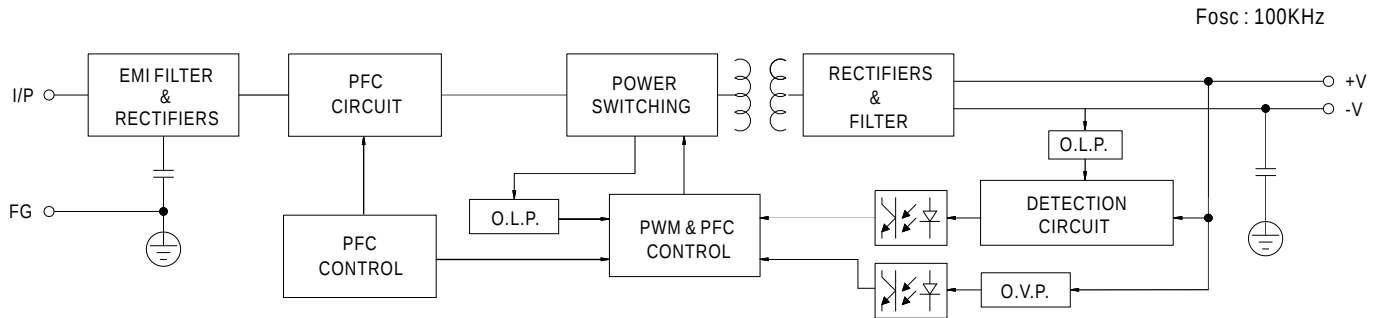 Fosc : 100KHz
I/P
EMI FILTER
&
RECTIFIERS
PFC
CIRCUIT
POWER
SWITCHING
RECTIFIERS
&
FILTER
+V
-V
O.L.P.
FG
PFC
CONTROL
O.L.P.
PWM & PFC
CONTROL
DETECTION
CIRCUIT
O.V.P.